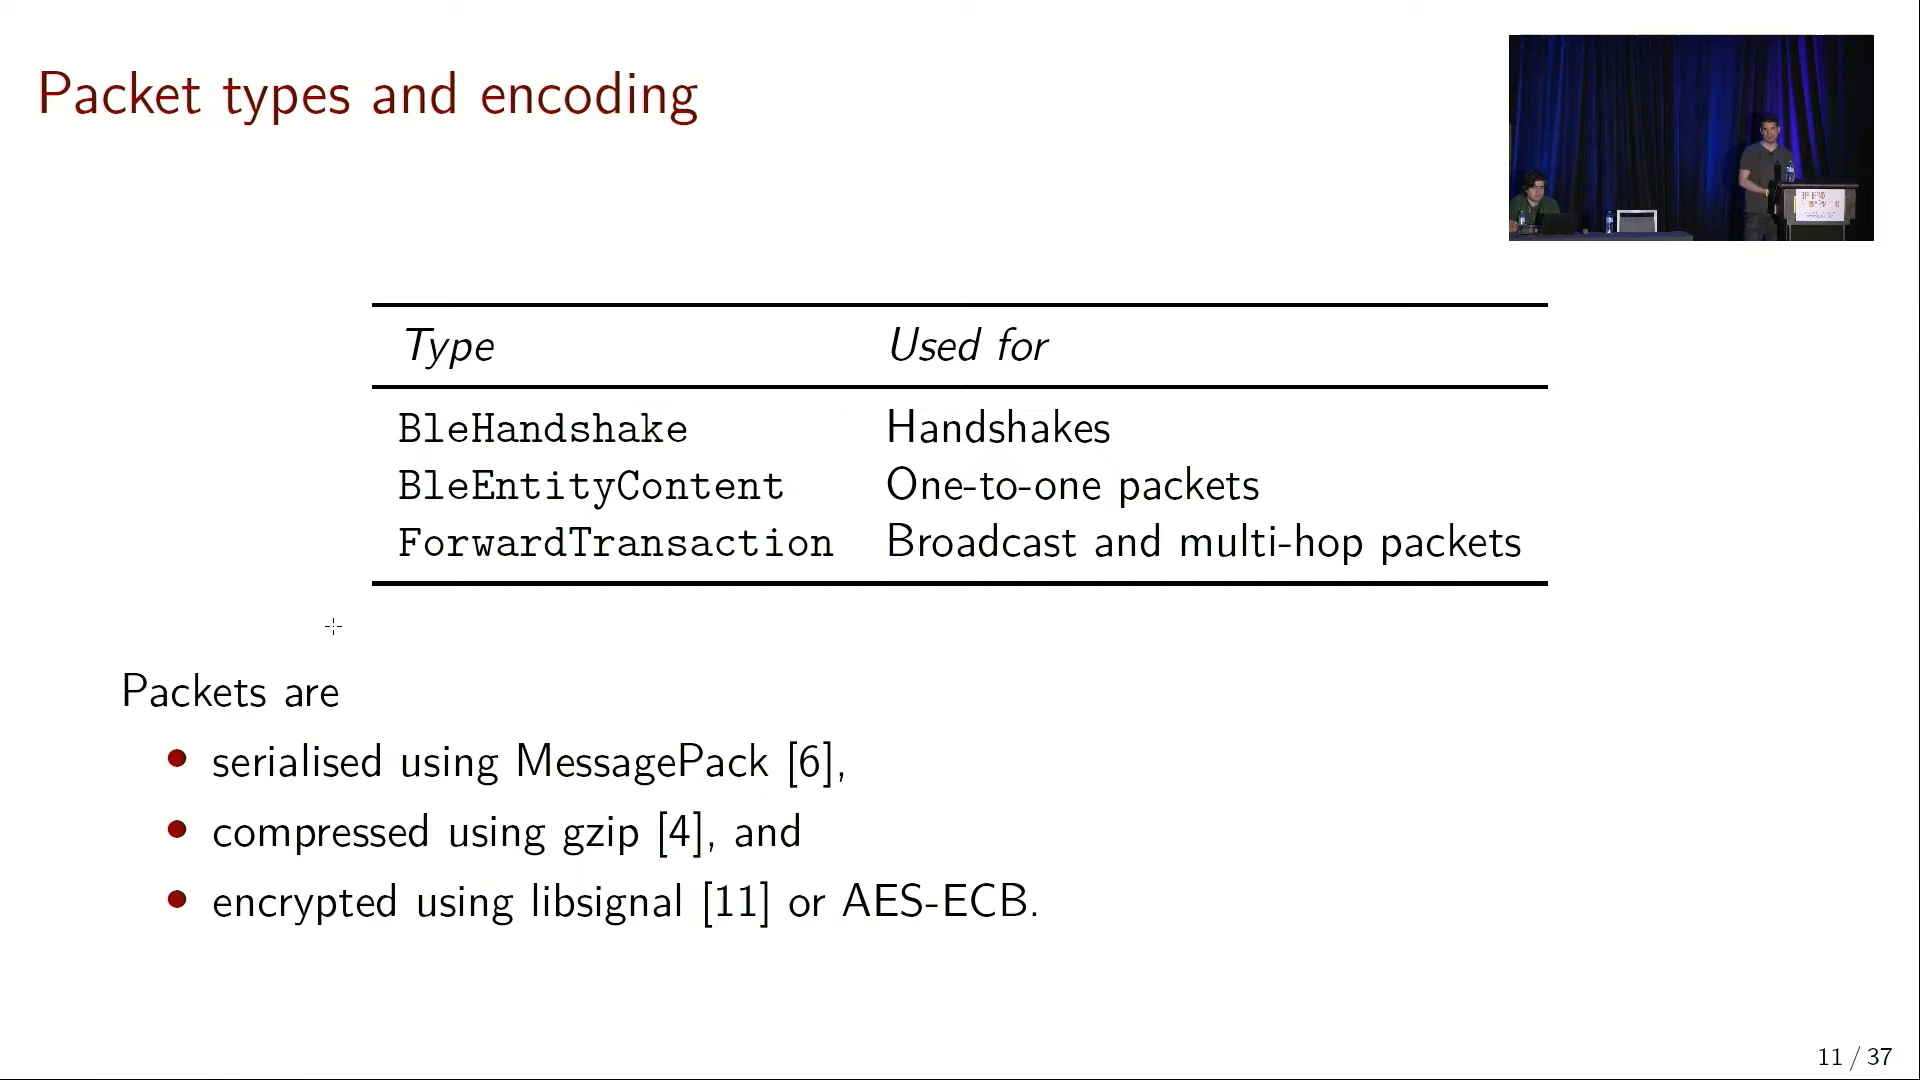 Packet types and encoding
Type Used for
BleHandshake Handshakes
BleEntityContent One-to-one packets
ForwardTransaction Broadcast and multi-hop packets
Packets are
• serialised using MessagePack [6],
• compressed using gzip [4], and
• encrypted using libsignal [11] or AES-ECB.
11 / 37